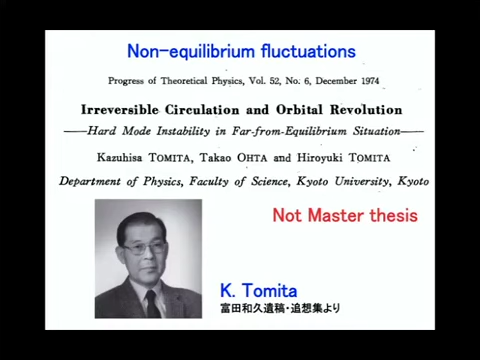 Non-equilibrium fluctuations
Progress of Theoretical Physics, Vol. 52, No. 6, December 1974
Irreversible Circulation and Orbital Revolution
—Hard Mode Instability in Far-from-Equilibrium Situation—
Kazuhisa TOMITA, Takao OHTA and Hiroyuki TOMITA
Department of Physics, Faculty of Science, Kyoto University, Kyoto
Not Master thesis
K. Tomita
富田和久遺稿・追想集より